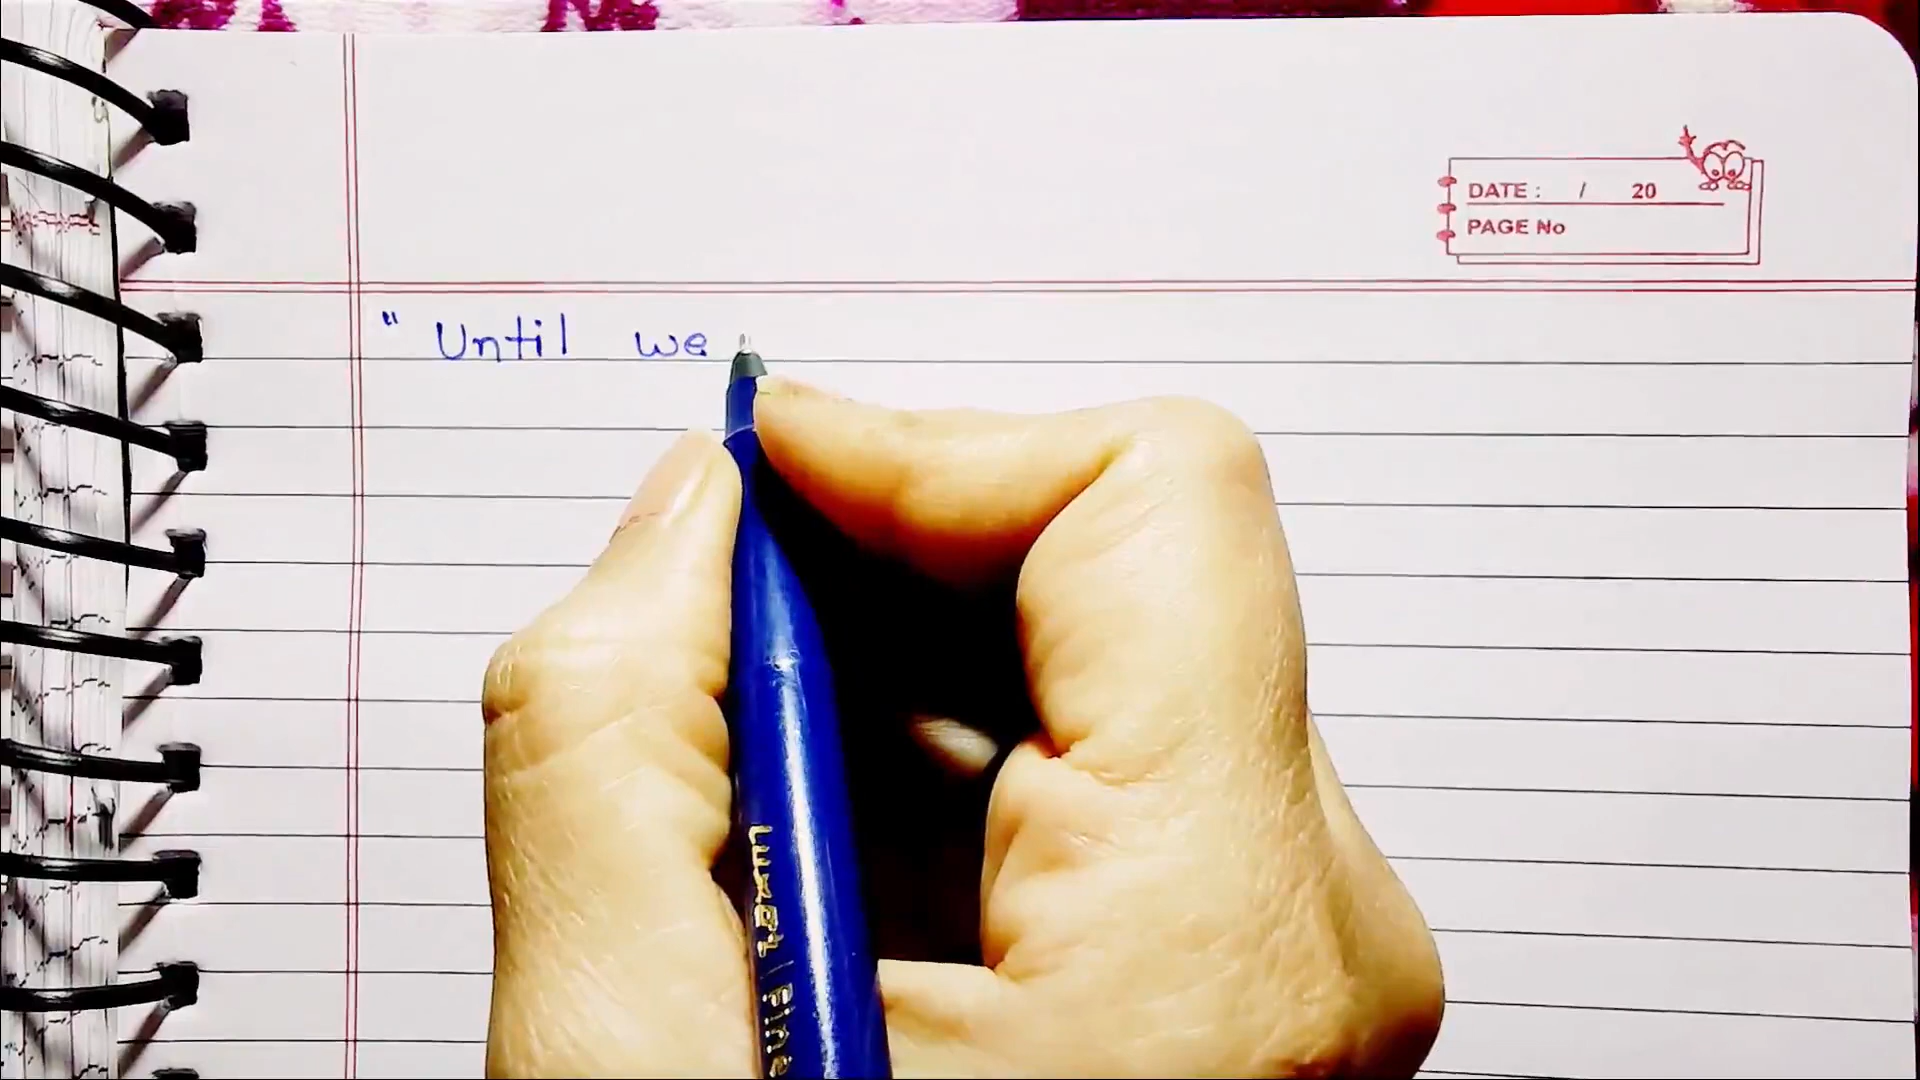 DATE : / 20
PAGE No
" Until we
Luxor | Fine